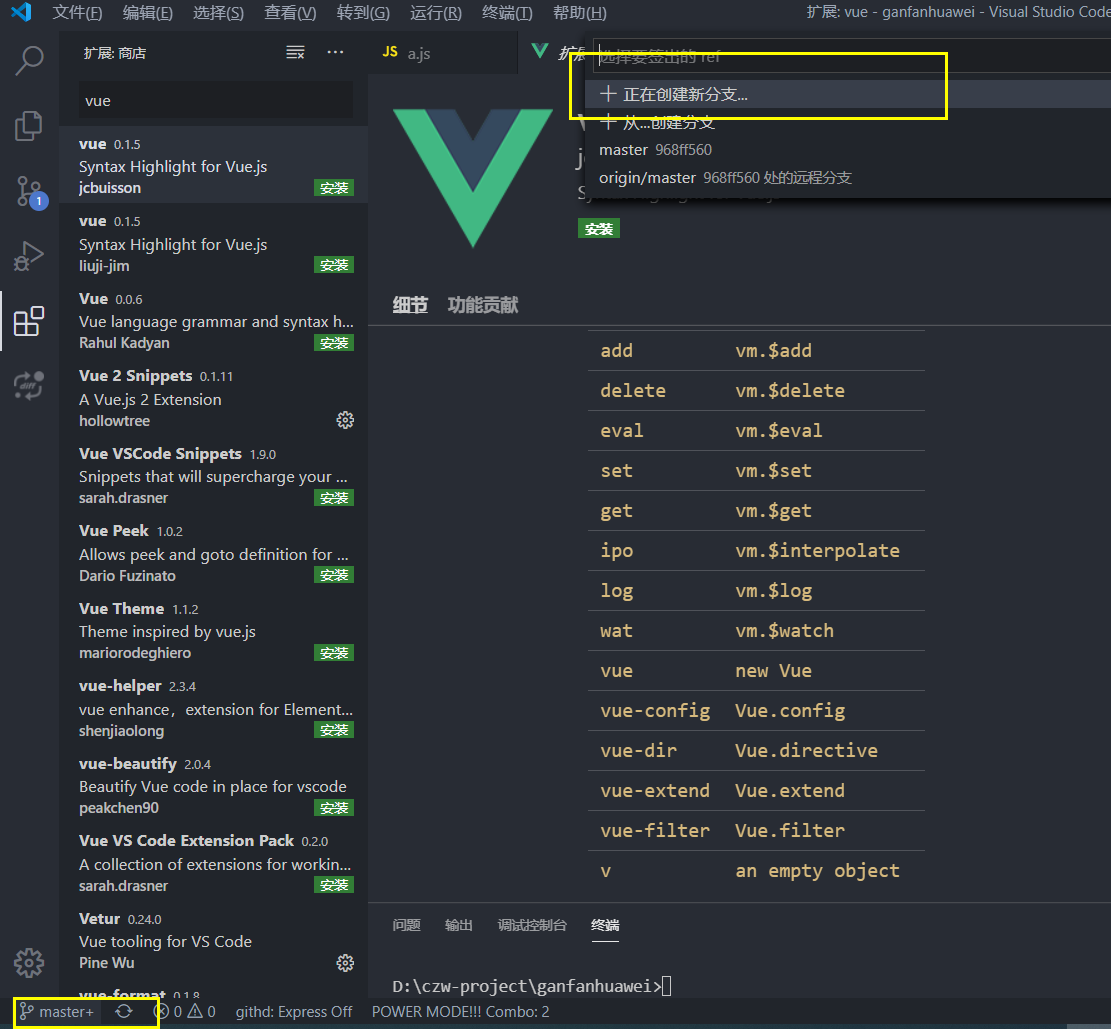 文件(F) 编辑(E) 选择(S) 查看(V) 转到(G) 运行(R) 终端(T) 帮助(H) 扩展: vue - ganfanhuawei - Visual Studio Code
扩展: 商店
JS a.js
选择要签出的 ref
正在创建新分支...
从...创建分支
master 968ff560
origin/master 968ff560 处的远程分支
安装
vue
vue 0.1.5
Syntax Highlight for Vue.js
jcbuisson 安装
vue 0.1.5
Syntax Highlight for Vue.js
liuji-jim 安装
Vue 0.0.6
Vue language grammar and syntax h...
Rahul Kadyan 安装
Vue 2 Snippets 0.1.11
A Vue.js 2 Extension
hollowtree
Vue VSCode Snippets 1.9.0
Snippets that will supercharge your ...
sarah.drasner 安装
Vue Peek 1.0.2
Allows peek and goto definition for ...
Dario Fuzinato 安装
Vue Theme 1.1.2
Theme inspired by vue.js
mariorodeghiero 安装
vue-helper 2.3.4
vue enhance，extension for Element...
shenjiaolong 安装
vue-beautify 2.0.4
Beautify Vue code in place for vscode
peakchen90 安装
Vue VS Code Extension Pack 0.2.0
A collection of extensions for workin...
sarah.drasner 安装
Vetur 0.24.0
Vue tooling for VS Code
Pine Wu
vue-format 0.1.8
1
细节 功能贡献
add vm.$add
delete vm.$delete
eval vm.$eval
set vm.$set
get vm.$get
ipo vm.$interpolate
log vm.$log
wat vm.$watch
vue new Vue
vue-config Vue.config
vue-dir Vue.directive
vue-extend Vue.extend
vue-filter Vue.filter
v an empty object
问题 输出 调试控制台 终端
D:\czw-project\ganfanhuawei>
master+ 0 0 githd: Express Off POWER MODE!!! Combo: 2